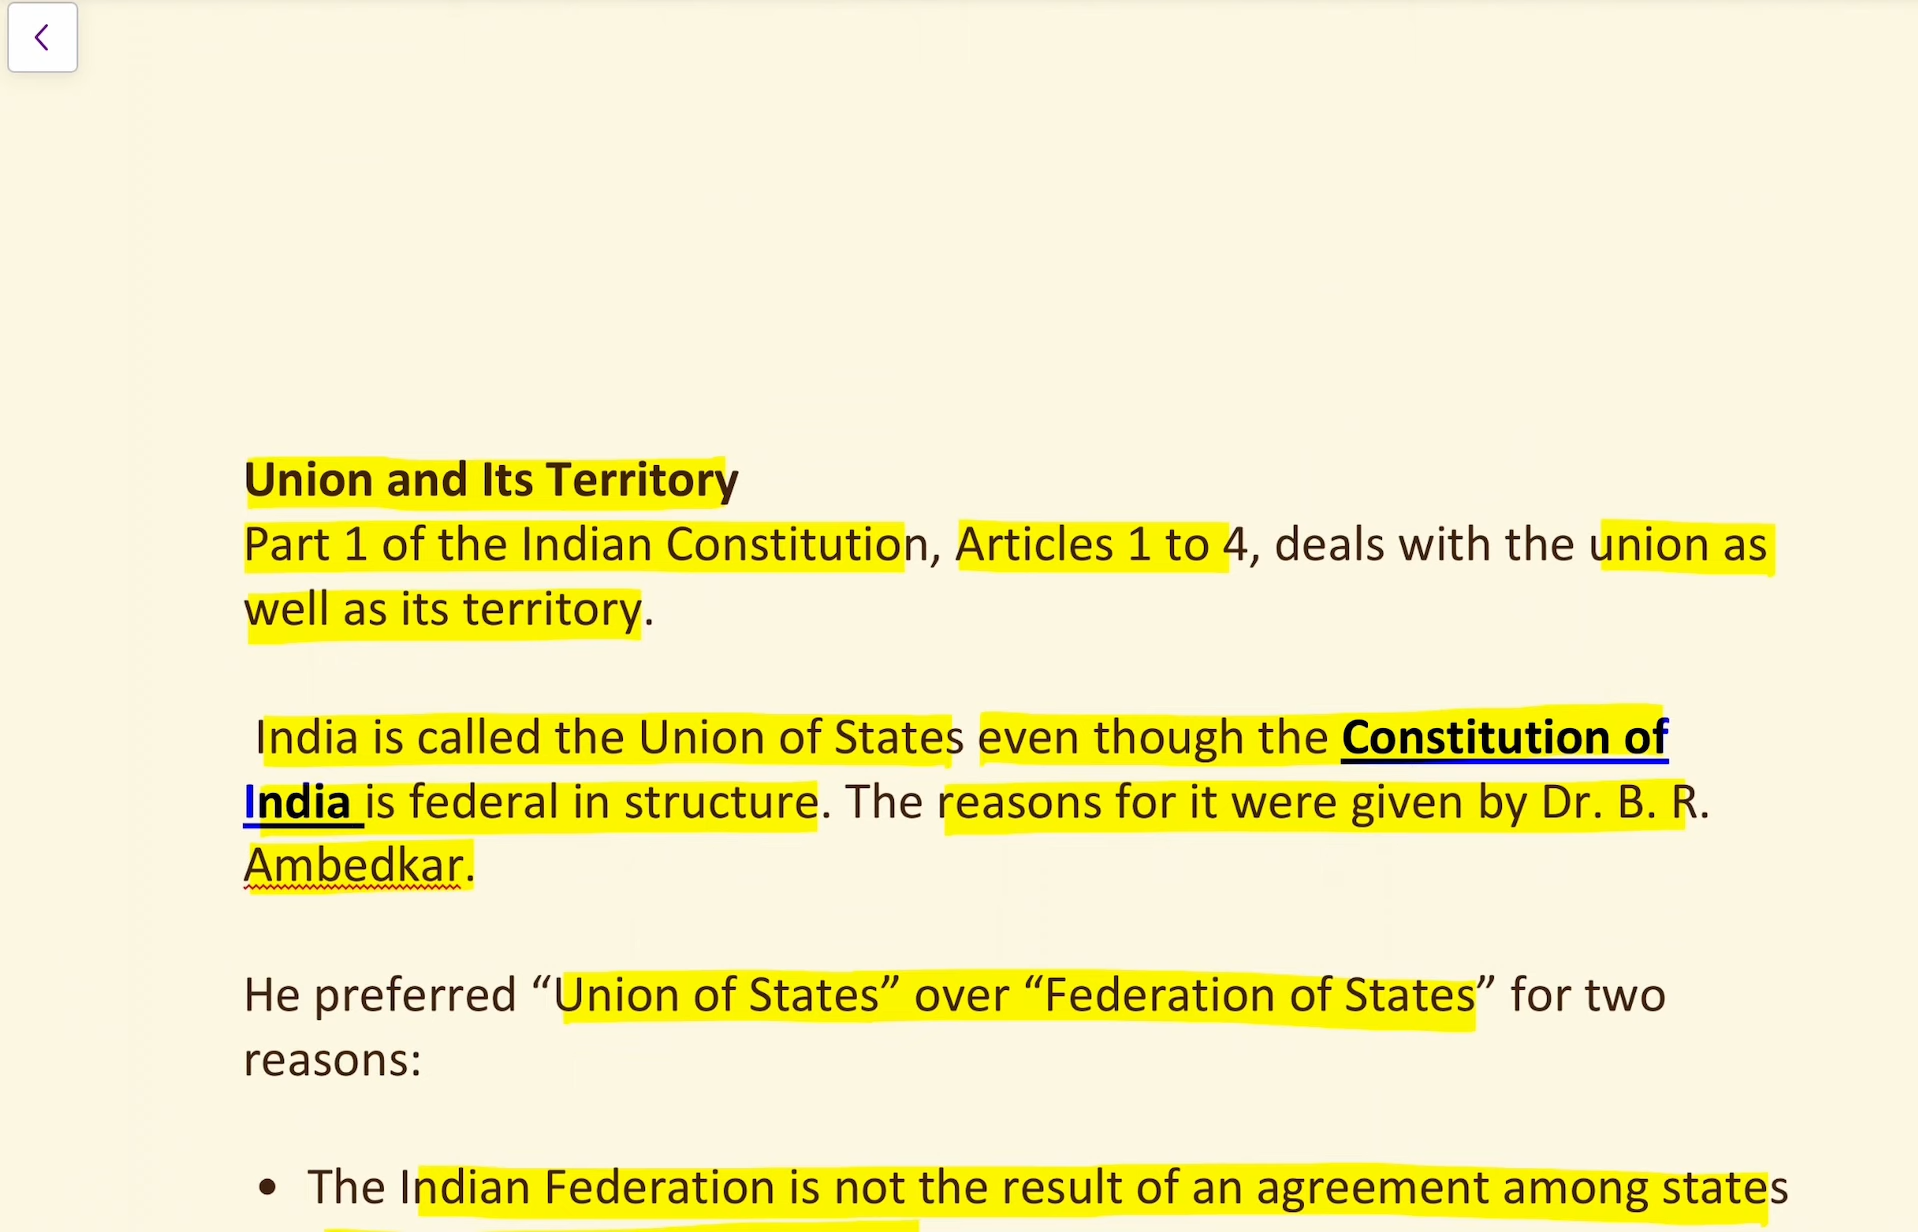 Union and Its Territory
Part 1 of the Indian Constitution, Articles 1 to 4, deals with the union as
well as its territory.
India is called the Union of States even though the Constitution of
India is federal in structure. The reasons for it were given by Dr. B. R.
Ambedkar.
He preferred “Union of States” over “Federation of States” for two
reasons:
• The Indian Federation is not the result of an agreement among states